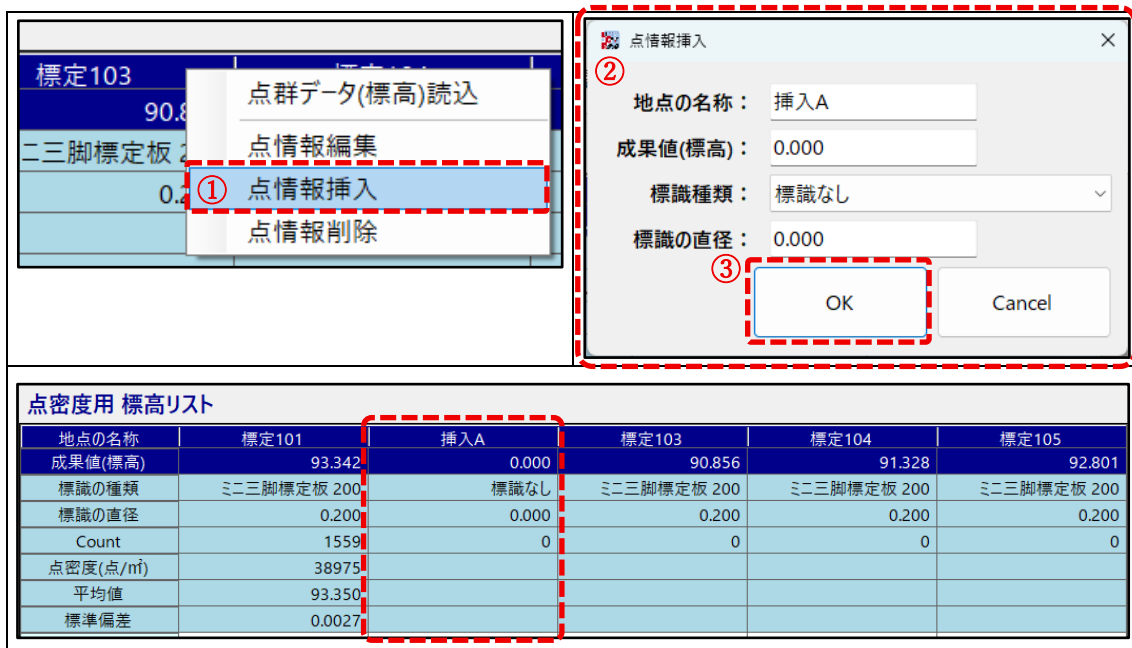 標定103
90.8
点群データ(標高)読込
点情報編集
ニ三脚標定板 2
① 点情報挿入
0.2
点情報削除
点情報挿入
②
地点の名称： 挿入A
成果値(標高)： 0.000
標識種類： 標識なし
標識の直径： 0.000
③
OK Cancel
点密度用 標高リスト
地点の名称 標定101 挿入A 標定103 標定104 標定105
成果値(標高) 93.342 0.000 90.856 91.328 92.801
標識の種類 ミニ三脚標定板 200 標識なし ミニ三脚標定板 200 ミニ三脚標定板 200 ミニ三脚標定板 200
標識の直径 0.200 0.000 0.200 0.200 0.200
Count 1559 0 0 0 0
点密度(点/㎡) 38975
平均値 93.350
標準偏差 0.0027